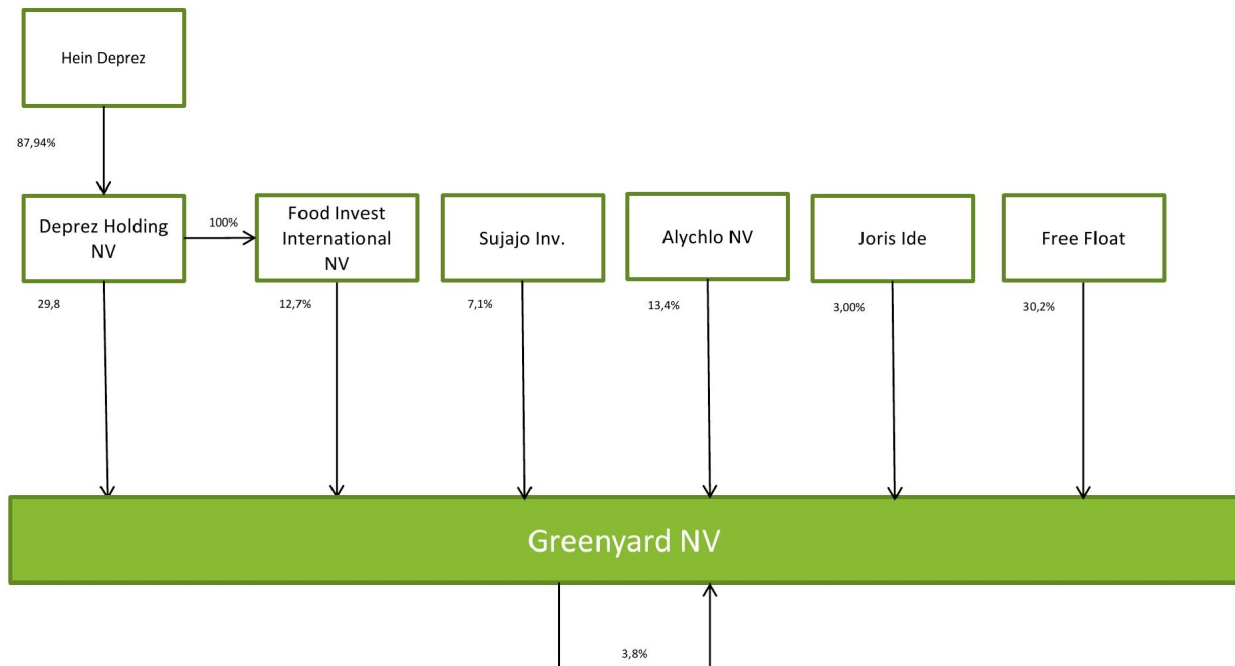 Hein Deprez
87,94%
Deprez Holding
NV
100%
Food Invest
International
NV
Sujajo Inv.
Alychlo NV
Joris Ide
Free Float
29,8
12,7%
7,1%
13,4%
3,00%
30,2%
Greenyard NV
3,8%